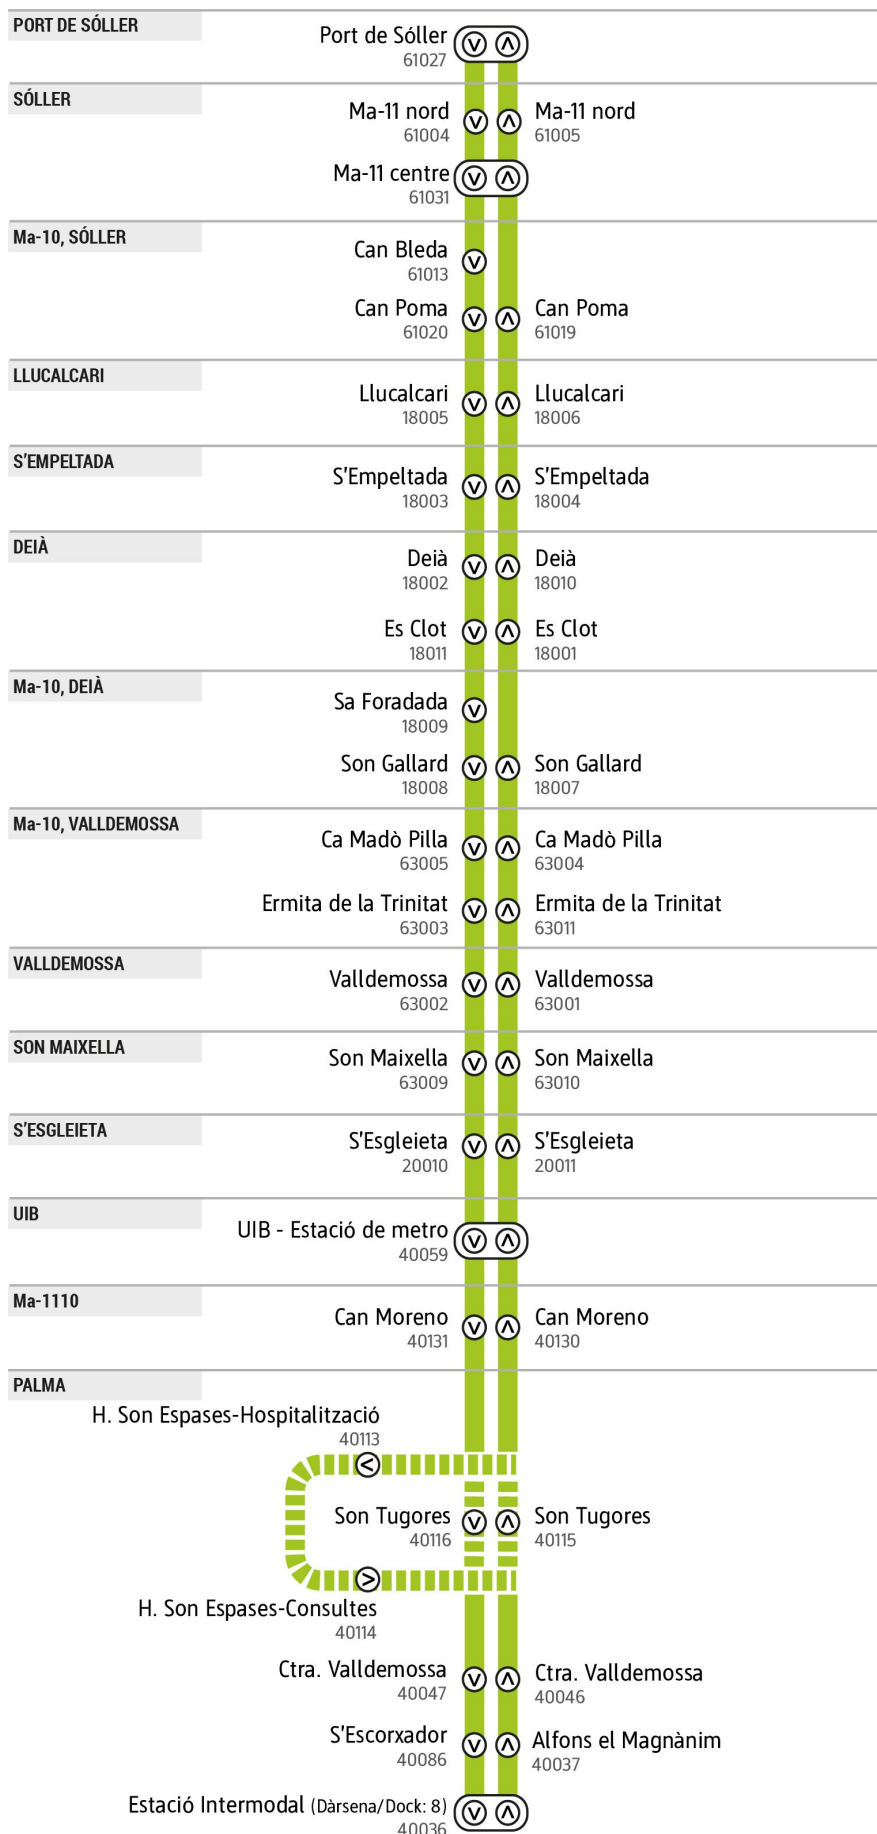 PORT DE SÓLLER
Port de Sóller
61027
SÓLLER
Ma-11 nord
61004
Ma-11 nord
61005
Ma-11 centre
61031
Ma-10, SÓLLER
Can Bleda
61013
Can Poma
61020
Can Poma
61019
LLUCALCARI
Llucalcari
18005
Llucalcari
18006
S'EMPELTADA
S'Empeltada
18003
S'Empeltada
18004
DEIÀ
Deià
18002
Deià
18010
Es Clot
18011
Es Clot
18001
Ma-10, DEIÀ
Sa Foradada
18009
Son Gallard
18008
Son Gallard
18007
Ma-10, VALLDEMOSSA
Ca Madò Pilla
63005
Ca Madò Pilla
63004
Ermita de la Trinitat
63003
Ermita de la Trinitat
63011
VALLDEMOSSA
Valldemossa
63002
Valldemossa
63001
SON MAIXELLA
Son Maixella
63009
Son Maixella
63010
S'ESGLEIETA
S'Esgleieta
20010
S'Esgleieta
20011
UIB
UIB - Estació de metro
40059
Ma-1110
Can Moreno
40131
Can Moreno
40130
PALMA
H. Son Espases-Hospitalització
40113
Son Tugores
40116
Son Tugores
40115
H. Son Espases-Consultes
40114
Ctra. Valldemossa
40047
Ctra. Valldemossa
40046
S'Escorxador
40086
Alfons el Magnànim
40037
Estació Intermodal (Dàrsena/Dock: 8)
40036